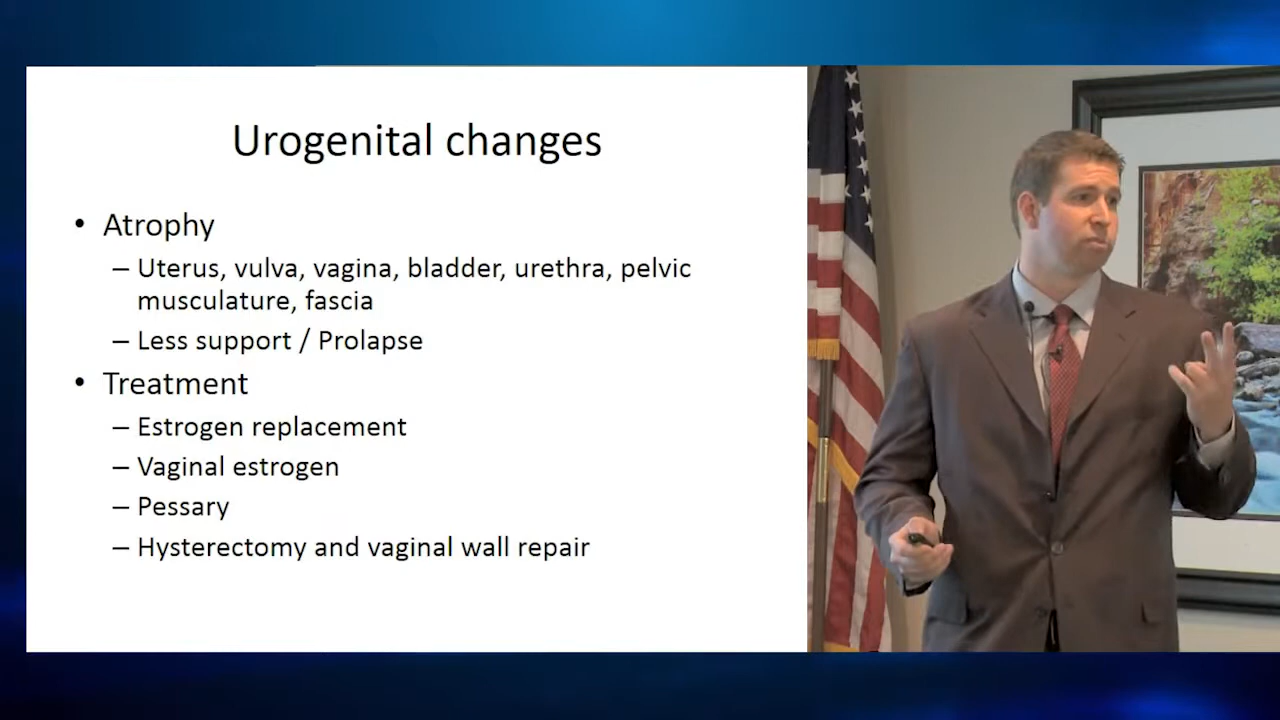 Urogenital changes
• Atrophy
– Uterus, vulva, vagina, bladder, urethra, pelvic
musculature, fascia
– Less support / Prolapse
• Treatment
– Estrogen replacement
– Vaginal estrogen
– Pessary
– Hysterectomy and vaginal wall repair